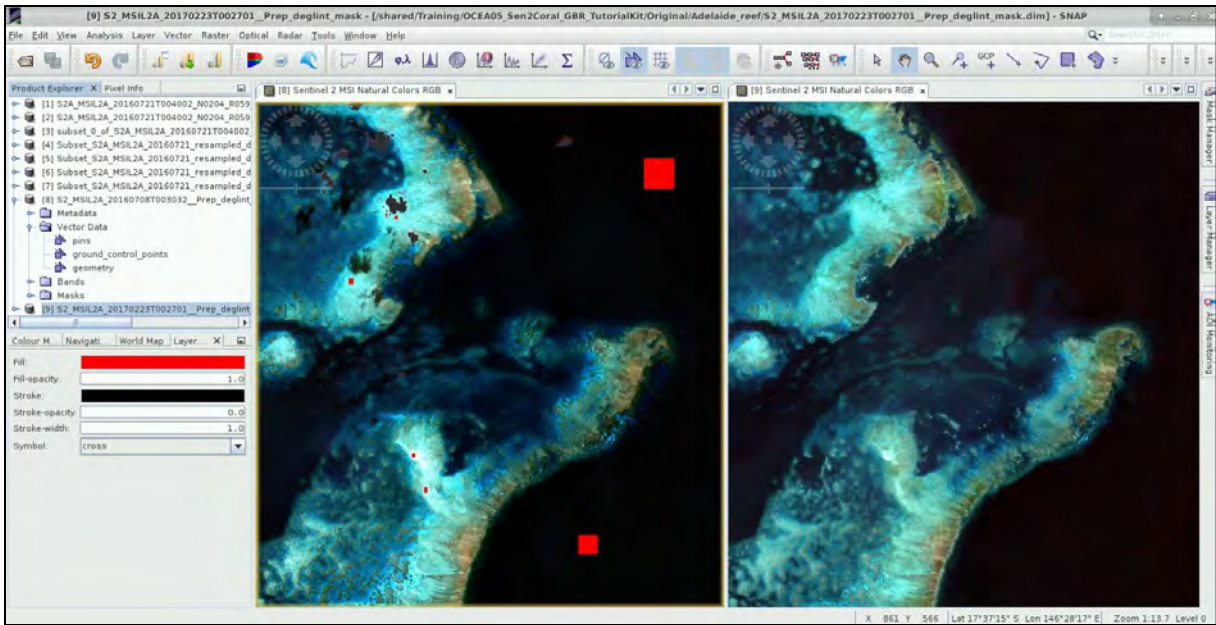 [9] S2_MSIL2A_20170223T002701__Prep_deglint_mask - [/shared/Training/OCEA05_Sen2Coral_GBR_TutorialKit/Original/Adelaide_reef/S2_MSIL2A_20170223T002701__Prep_deglint_mask.dim] - SNAP
File Edit View Analysis Layer Vector Raster Optical Radar Tools Window Help
φ,λ Σ GCP
Product Explorer X Pixel Info
[8] Sentinel 2 MSI Natural Colors RGB x
[9] Sentinel 2 MSI Natural Colors RGB x
[1] S2A_MSIL2A_20160721T004002_N0204_R059
[2] S2A_MSIL2A_20160721T004002_N0204_R059
[3] subset_0_of_S2A_MSIL2A_20160721T004002_
[4] Subset_S2A_MSIL2A_20160721_resampled_d
[5] Subset_S2A_MSIL2A_20160721_resampled_d
[6] Subset_S2A_MSIL2A_20160721_resampled_d
[7] Subset_S2A_MSIL2A_20160721_resampled_d
[8] S2_MSIL2A_20160708T003032__Prep_deglint_
Metadata
Vector Data
pins
ground_control_points
geometry
Bands
Masks
[9] S2_MSIL2A_20170223T002701__Prep_deglint
Colour M... Navigati... World Map Layer... X
Fill:
Fill-opacity: 1.0
Stroke:
Stroke-opacity: 0.0
Stroke-width: 1.0
Symbol: cross
Mask Manager
Layer Manager
AOI Monitoring
X 861 Y 566 Lat 17°37'15" S Lon 146°28'17" E Zoom 1:13.7 Level 0